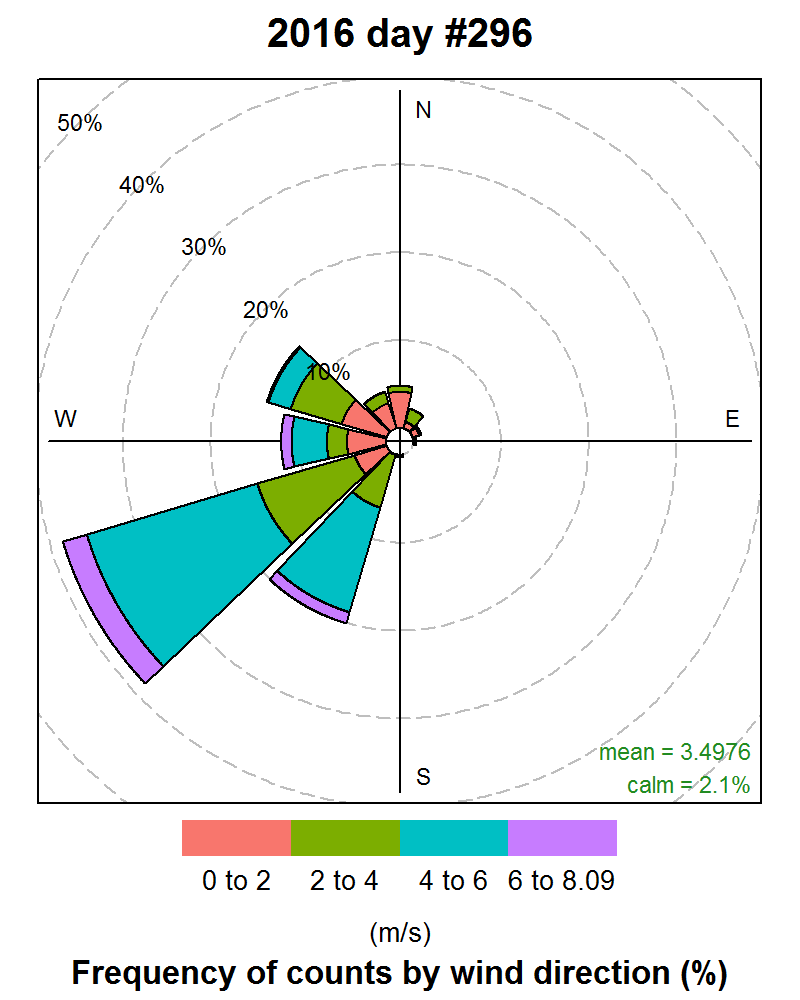 2016 day #296
50%
N
40%
30%
20%
10%
W
E
S
mean = 3.4976
calm = 2.1%
0 to 2
2 to 4
4 to 6
6 to 8.09
(m/s)
Frequency of counts by wind direction (%)